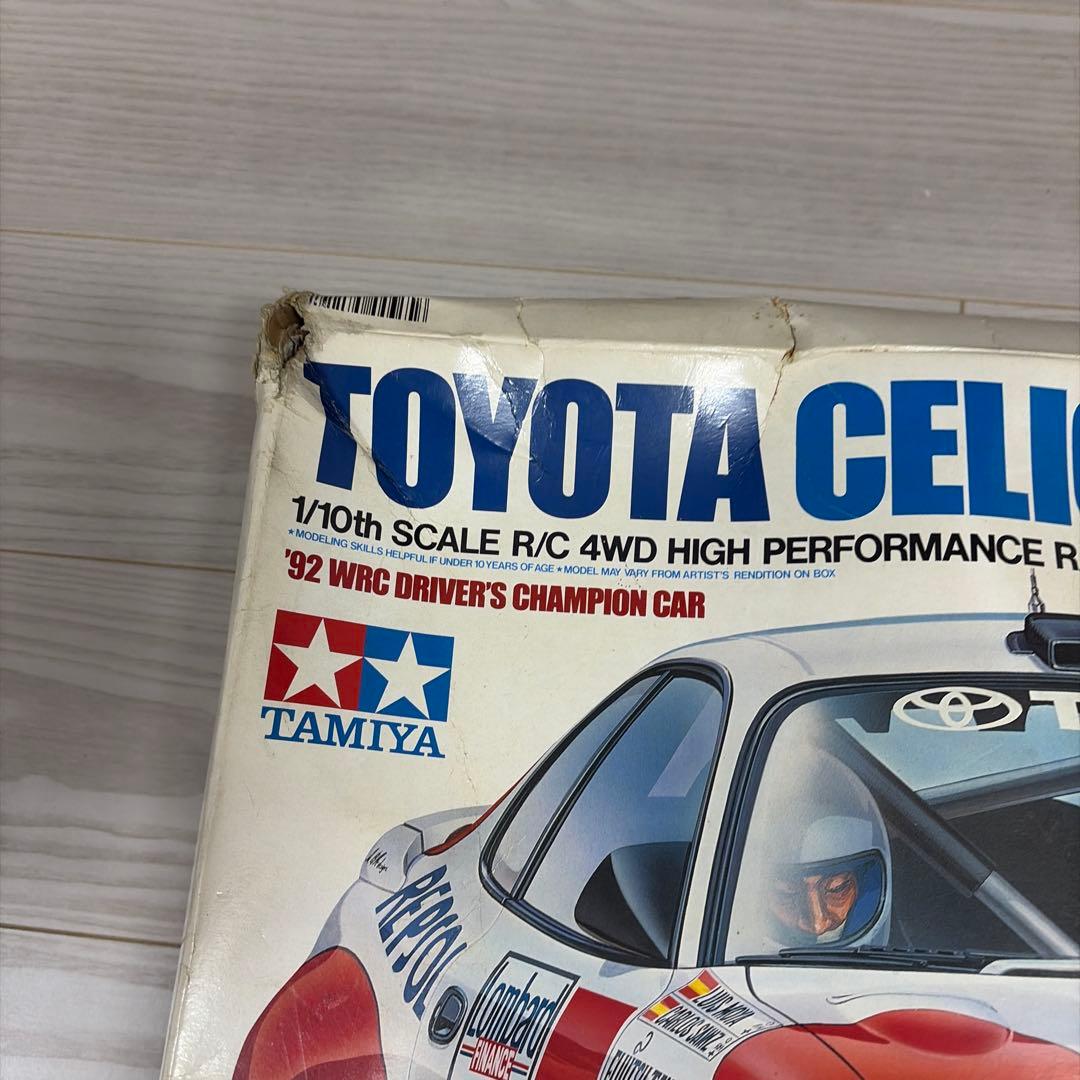 TOYOTA CELI
1/10th SCALE R/C 4WD HIGH PERFORMANCE R
★MODELING SKILLS HELPFUL IF UNDER 10 YEARS OF AGE ★MODEL MAY VARY FROM ARTIST'S RENDITION ON BOX
'92 WRC DRIVER'S CHAMPION CAR
TAMIYA
T
REPSOL
Lombard
FINANCE
LUIS MOYA
CARLOS SAINZ